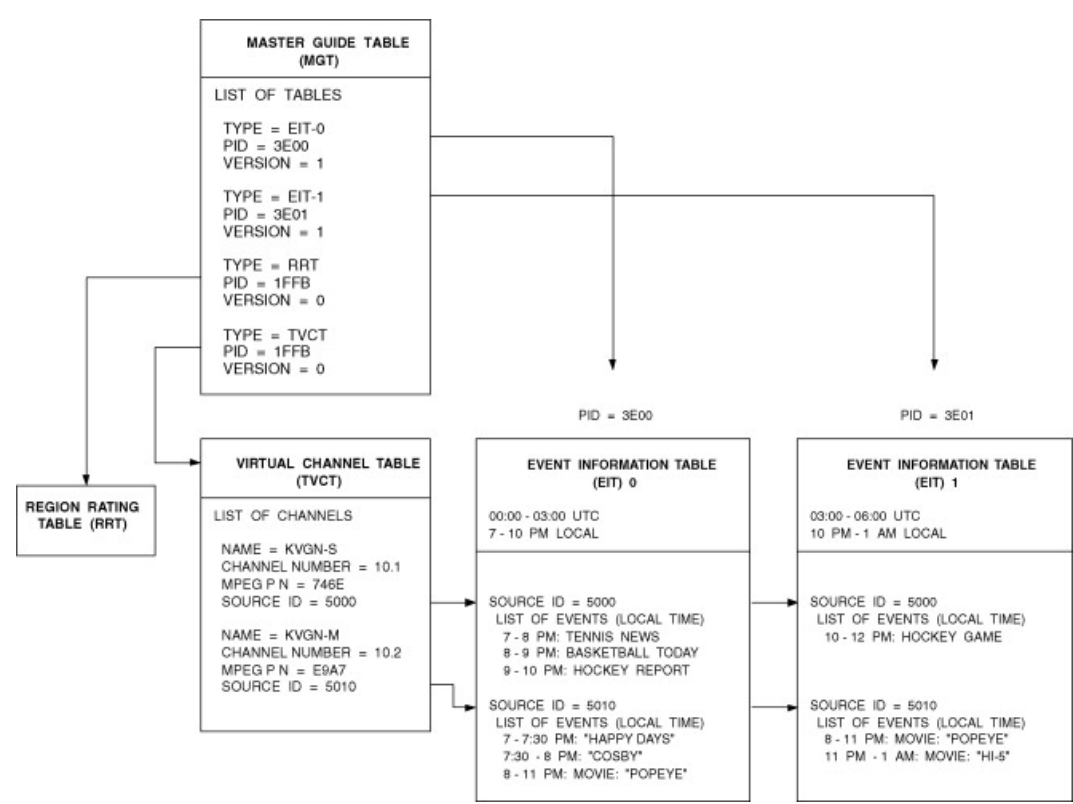 MASTER GUIDE TABLE
(MGT)
LIST OF TABLES
TYPE = EIT-0
PID = 3E00
VERSION = 1
TYPE = EIT-1
PID = 3E01
VERSION = 1
TYPE = RRT
PID = 1FFB
VERSION = 0
TYPE = TVCT
PID = 1FFB
VERSION = 0
REGION RATING
TABLE (RRT)
VIRTUAL CHANNEL TABLE
(TVCT)
LIST OF CHANNELS
NAME = KVGN-S
CHANNEL NUMBER = 10.1
MPEG P N = 746E
SOURCE ID = 5000
NAME = KVGN-M
CHANNEL NUMBER = 10.2
MPEG P N = E9A7
SOURCE ID = 5010
PID = 3E00
EVENT INFORMATION TABLE
(EIT) 0
00:00 - 03:00 UTC
7 - 10 PM LOCAL
SOURCE ID = 5000
LIST OF EVENTS (LOCAL TIME)
7 - 8 PM: TENNIS NEWS
8 - 9 PM: BASKETBALL TODAY
9 - 10 PM: HOCKEY REPORT
SOURCE ID = 5010
LIST OF EVENTS (LOCAL TIME)
7 - 7:30 PM: "HAPPY DAYS"
7:30 - 8 PM: "COSBY"
8 - 11 PM: MOVIE: "POPEYE"
PID = 3E01
EVENT INFORMATION TABLE
(EIT) 1
03:00 - 06:00 UTC
10 PM - 1 AM LOCAL
SOURCE ID = 5000
LIST OF EVENTS (LOCAL TIME)
10 - 12 PM: HOCKEY GAME
SOURCE ID = 5010
LIST OF EVENTS (LOCAL TIME)
8 - 11 PM: MOVIE: "POPEYE"
11 PM - 1 AM: MOVIE: "HI-5"